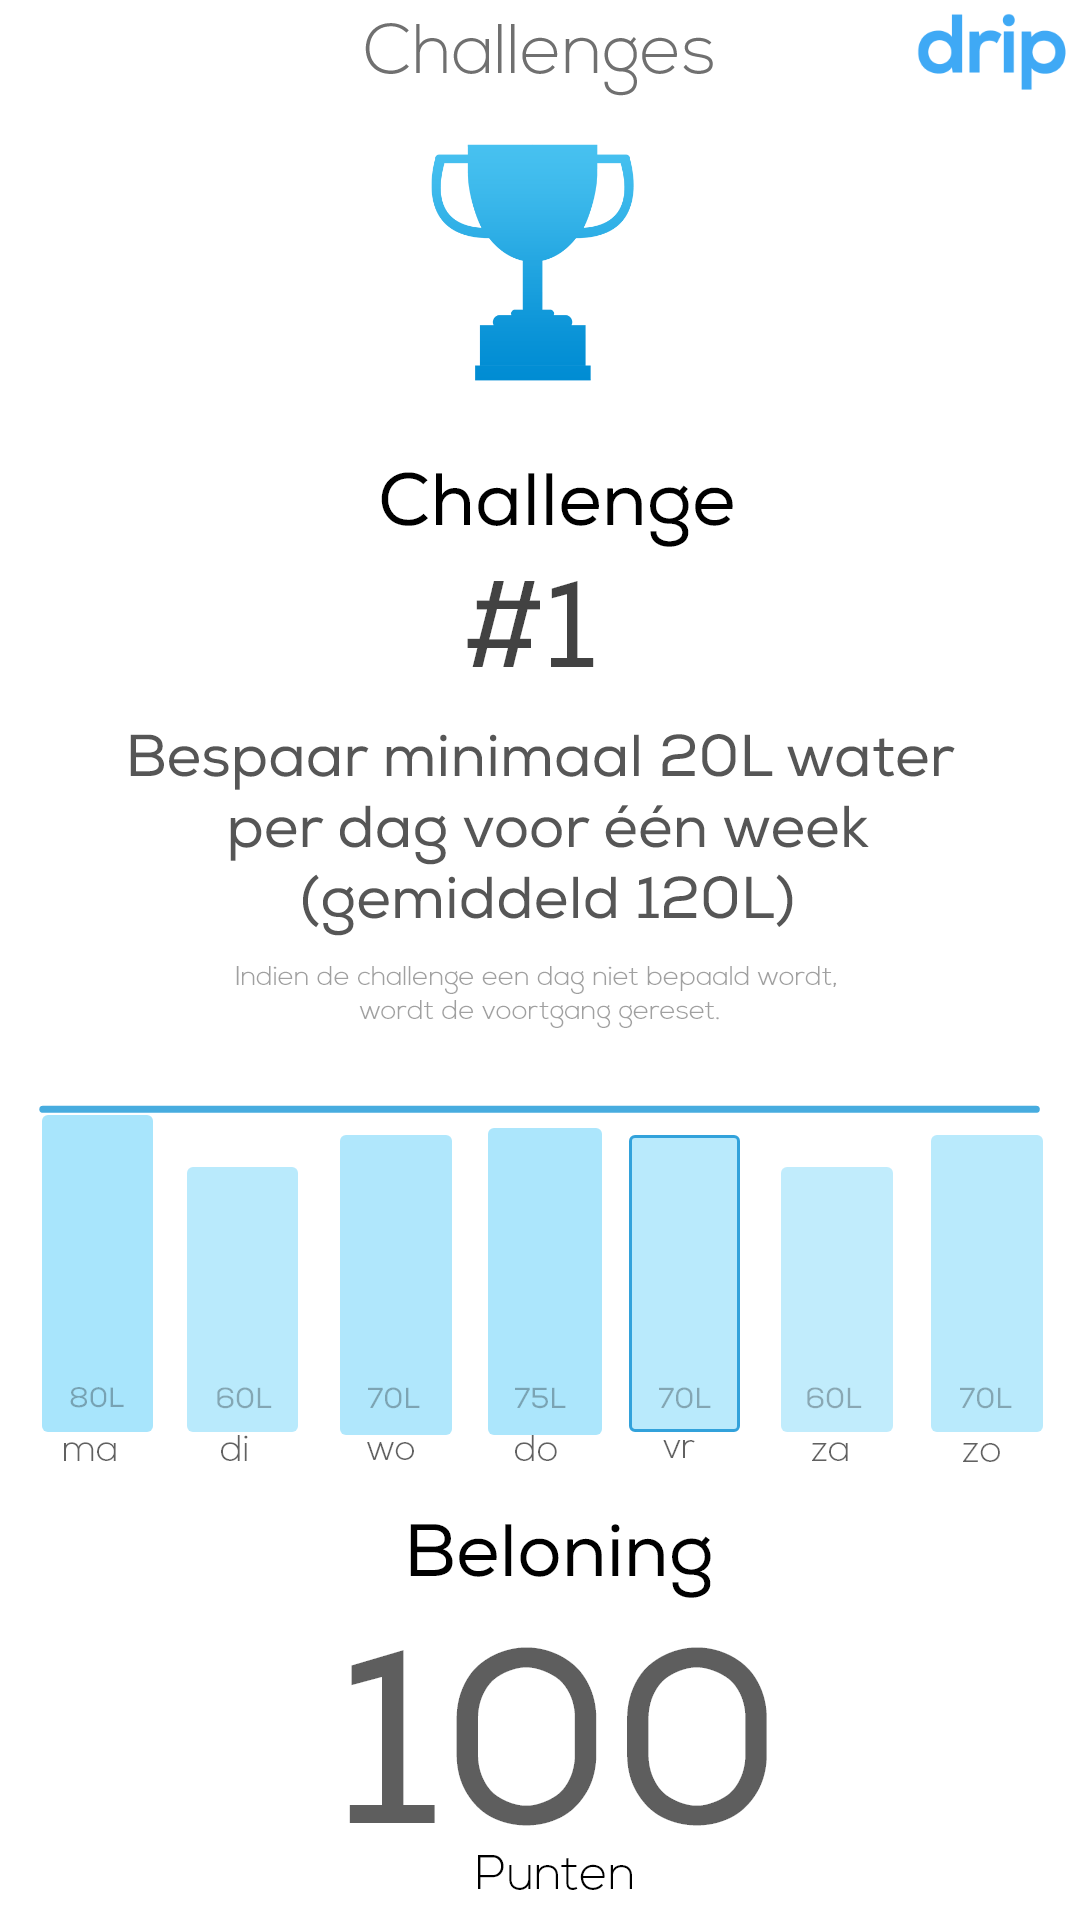 Challenges
drip
Challenge
#1
Bespaar minimaal 20L water
per dag voor één week
(gemiddeld 120L)
Indien de challenge een dag niet bepaald wordt,
wordt de voortgang gereset.
80L 60L 70L 75L 70L 60L 70L
ma di wo do vr za zo
Beloning
100
Punten